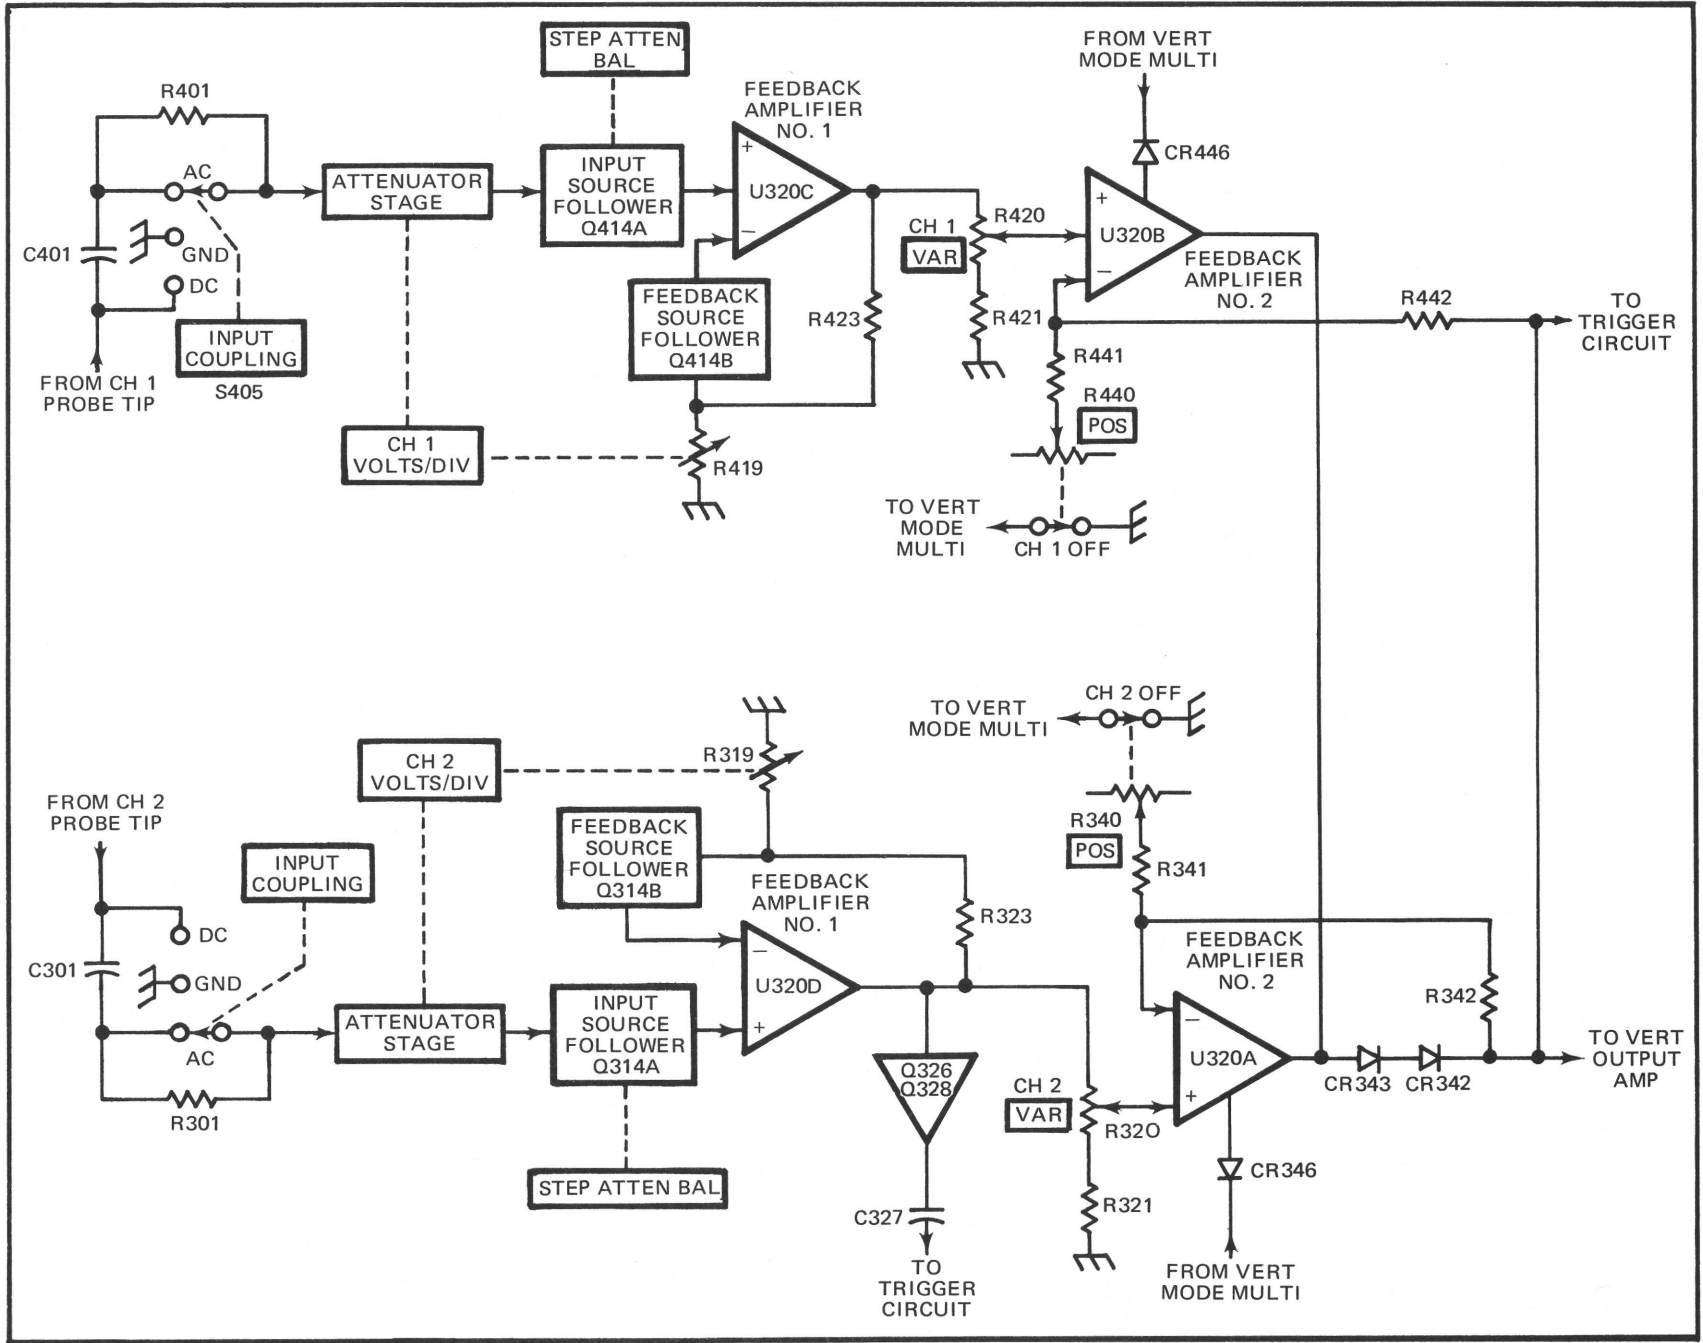 STEP ATTEN
BAL
FROM VERT
MODE MULTI
R401
FEEDBACK
AMPLIFIER
NO. 1
CR446
AC
ATTENUATOR
STAGE
INPUT
SOURCE
FOLLOWER
Q414A
+
U320C
−
CH 1
VAR
R420
+
U320B
−
C401
GND
DC
FEEDBACK
AMPLIFIER
NO. 2
FEEDBACK
SOURCE
FOLLOWER
Q414B
R423
R421
R442
TO
TRIGGER
CIRCUIT
INPUT
COUPLING
S405
FROM CH 1
PROBE TIP
R441
R440
POS
CH 1
VOLTS/DIV
R419
TO VERT
MODE
MULTI
CH 1 OFF
TO VERT
MODE MULTI
CH 2 OFF
CH 2
VOLTS/DIV
R319
FROM CH 2
PROBE TIP
INPUT
COUPLING
FEEDBACK
SOURCE
FOLLOWER
Q314B
R340
POS
R341
FEEDBACK
AMPLIFIER
NO. 1
R323
DC
C301
GND
AC
R301
ATTENUATOR
STAGE
INPUT
SOURCE
FOLLOWER
Q314A
−
U320D
+
FEEDBACK
AMPLIFIER
NO. 2
R342
−
U320A
+
CR343
CR342
TO VERT
OUTPUT
AMP
Q326
Q328
CH 2
VAR
R320
STEP ATTEN BAL
CR346
C327
R321
TO
TRIGGER
CIRCUIT
FROM VERT
MODE MULTI